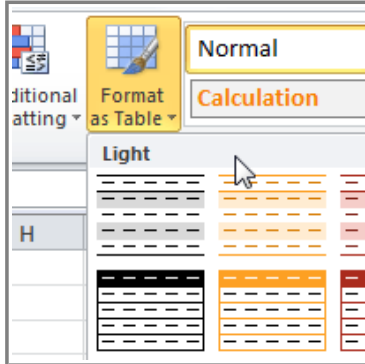 Normal
ditional Format
atting as Table
Calculation
Light
H